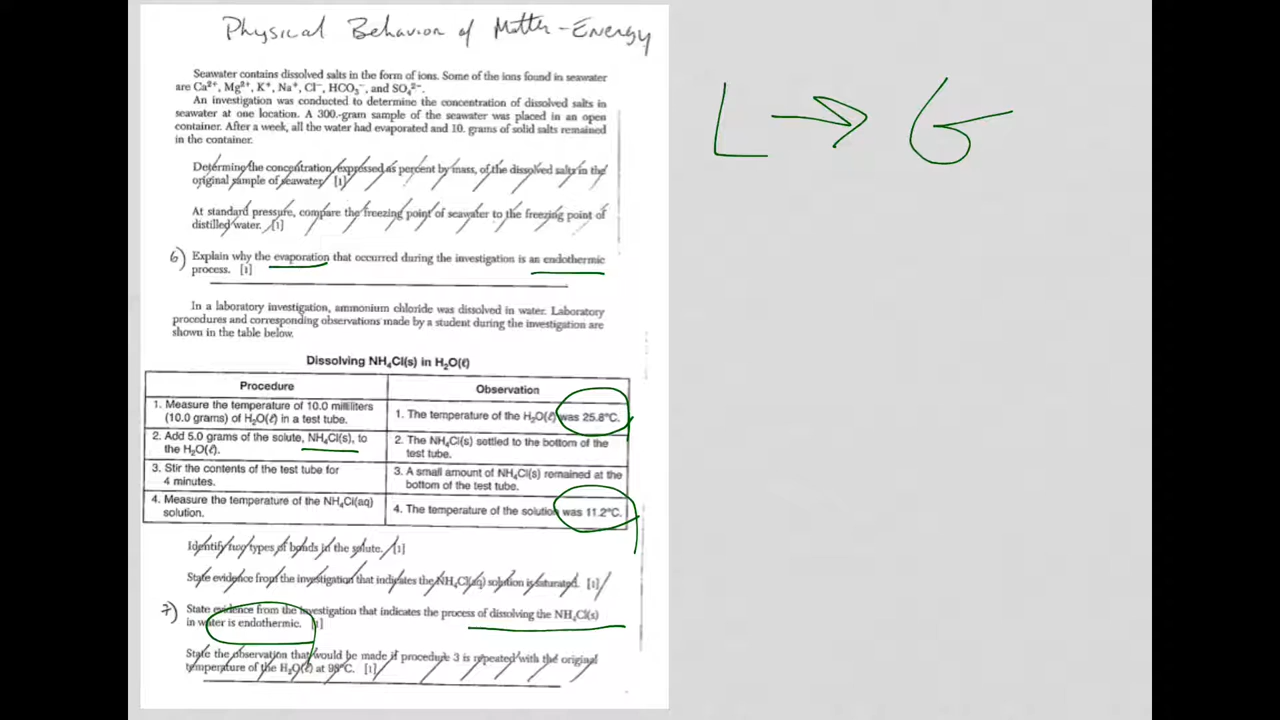 Physical Behavior of Matter - Energy
Seawater contains dissolved salts in the form of ions. Some of the ions found in seawater
are Ca²⁺, Mg²⁺, K⁺, Na⁺, Cl⁻, HCO₃⁻, and SO₄²⁻.
An investigation was conducted to determine the concentration of dissolved salts in
seawater at one location. A 300.-gram sample of the seawater was placed in an open
container. After a week, all the water had evaporated and 10. grams of solid salts remained
in the container.
Determine the concentration, expressed as percent by mass, of the dissolved salts in the
original sample of seawater. [1]
At standard pressure, compare the freezing point of seawater to the freezing point of
distilled water. [1]
6) Explain why the evaporation that occurred during the investigation is an endothermic
process. [1]
In a laboratory investigation, ammonium chloride was dissolved in water. Laboratory
procedures and corresponding observations made by a student during the investigation are
shown in the table below.
Dissolving NH₄Cl(s) in H₂O(ℓ)
Procedure Observation
1. Measure the temperature of 10.0 milliliters
(10.0 grams) of H₂O(ℓ) in a test tube.
1. The temperature of the H₂O(ℓ) was 25.8°C.
2. Add 5.0 grams of the solute, NH₄Cl(s), to
the H₂O(ℓ).
2. The NH₄Cl(s) settled to the bottom of the
test tube.
3. Stir the contents of the test tube for
4 minutes.
3. A small amount of NH₄Cl(s) remained at the
bottom of the test tube.
4. Measure the temperature of the NH₄Cl(aq)
solution.
4. The temperature of the solution was 11.2°C.
Identify two types of bonds in the solute. [1]
State evidence from the investigation that indicates the NH₄Cl(aq) solution is saturated. [1]
7) State evidence from the investigation that indicates the process of dissolving the NH₄Cl(s)
in water is endothermic. [1]
State the observation that would be made if procedure 3 is repeated with the original
temperature of the H₂O(ℓ) at 98°C. [1]
L → G